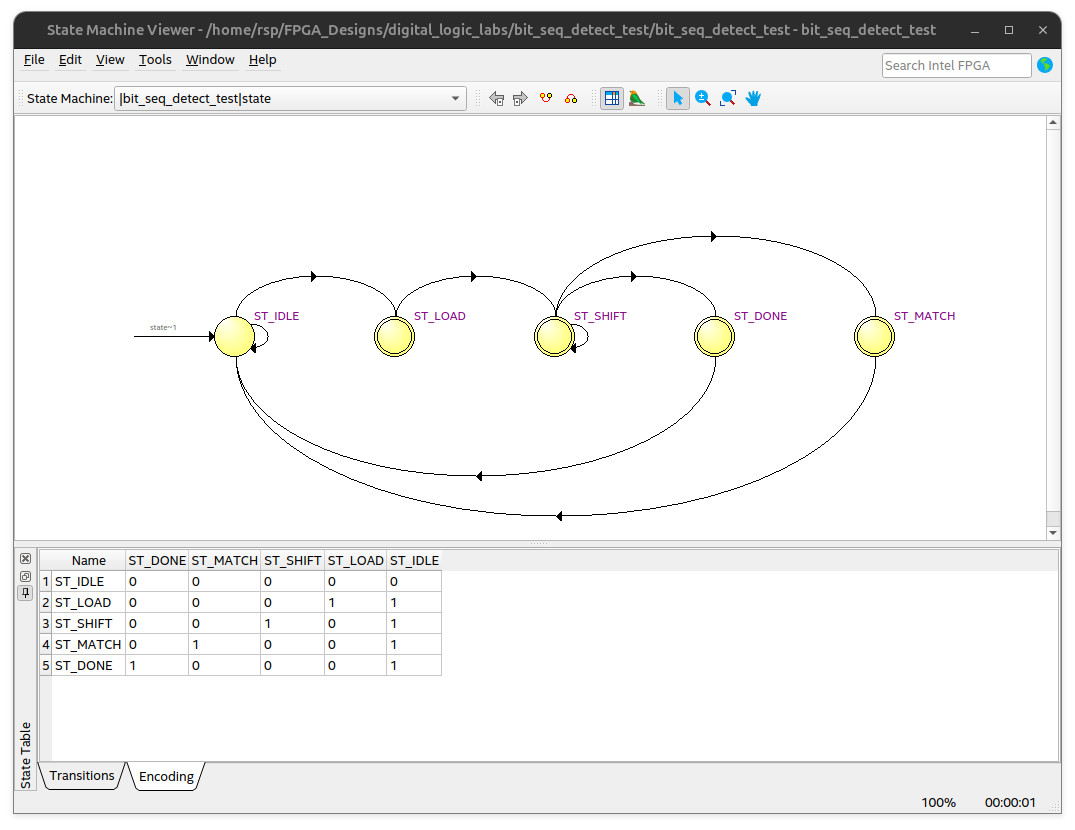 State Machine Viewer - /home/rsp/FPGA_Designs/digital_logic_labs/bit_seq_detect_test/bit_seq_detect_test - bit_seq_detect_test
File Edit View Tools Window Help
Search Intel FPGA
State Machine: |bit_seq_detect_test|state
ST_IDLE ST_LOAD ST_SHIFT ST_DONE ST_MATCH
state~1
Name ST_DONE ST_MATCH ST_SHIFT ST_LOAD ST_IDLE
1 ST_IDLE 0 0 0 0 0
2 ST_LOAD 0 0 0 1 1
3 ST_SHIFT 0 0 1 0 1
4 ST_MATCH 0 1 0 0 1
5 ST_DONE 1 0 0 0 1
State Table
Transitions Encoding
100% 00:00:01